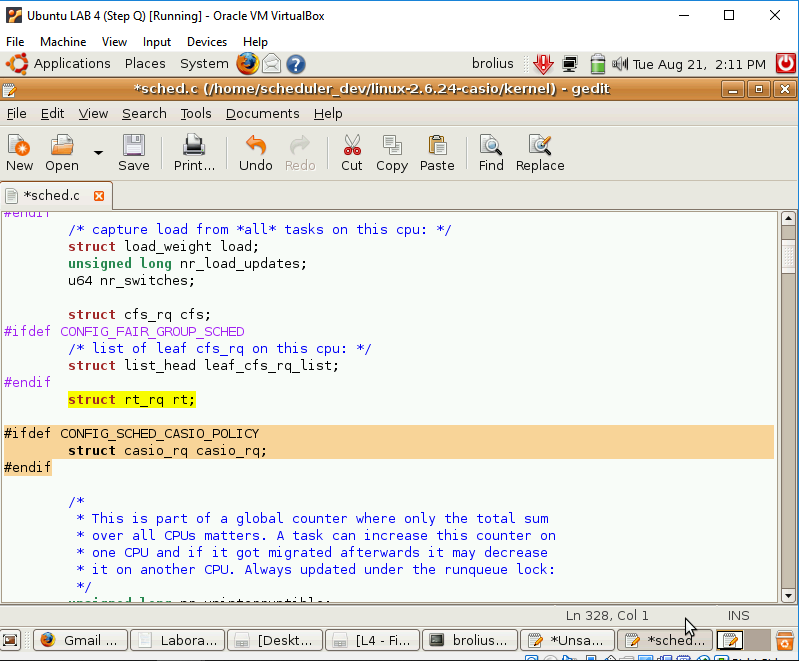 Ubuntu LAB 4 (Step Q) [Running] - Oracle VM VirtualBox
File Machine View Input Devices Help
Applications Places System brolius Tue Aug 21, 2:11 PM
*sched.c (/home/scheduler_dev/linux-2.6.24-casio/kernel) - gedit
File Edit View Search Tools Documents Help
New Open Save Print... Undo Redo Cut Copy Paste Find Replace
*sched.c
#endif
/* capture load from *all* tasks on this cpu: */
struct load_weight load;
unsigned long nr_load_updates;
u64 nr_switches;
struct cfs_rq cfs;
#ifdef CONFIG_FAIR_GROUP_SCHED
/* list of leaf cfs_rq on this cpu: */
struct list_head leaf_cfs_rq_list;
#endif
struct rt_rq rt;
#ifdef CONFIG_SCHED_CASIO_POLICY
struct casio_rq casio_rq;
#endif
/*
* This is part of a global counter where only the total sum
* over all CPUs matters. A task can increase this counter on
* one CPU and if it got migrated afterwards it may decrease
* it on another CPU. Always updated under the runqueue lock:
*/
unsigned long nr_uninterruptible;
Ln 328, Col 1 INS
Gmail ... Labora... [Deskt... [L4 - Fi... brolius... *Unsa... *sched...